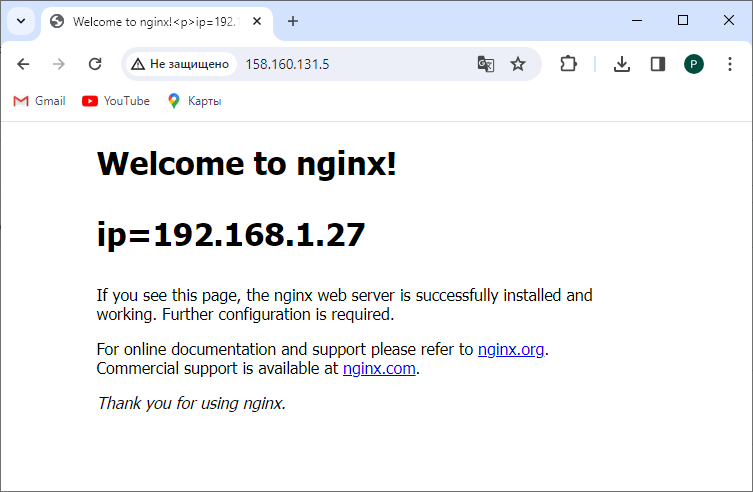 Welcome to nginx!<p>ip=192.1
Не защищено 158.160.131.5
P
Gmail YouTube Карты
Welcome to nginx!
ip=192.168.1.27
If you see this page, the nginx web server is successfully installed and
working. Further configuration is required.
For online documentation and support please refer to nginx.org.
Commercial support is available at nginx.com.
Thank you for using nginx.